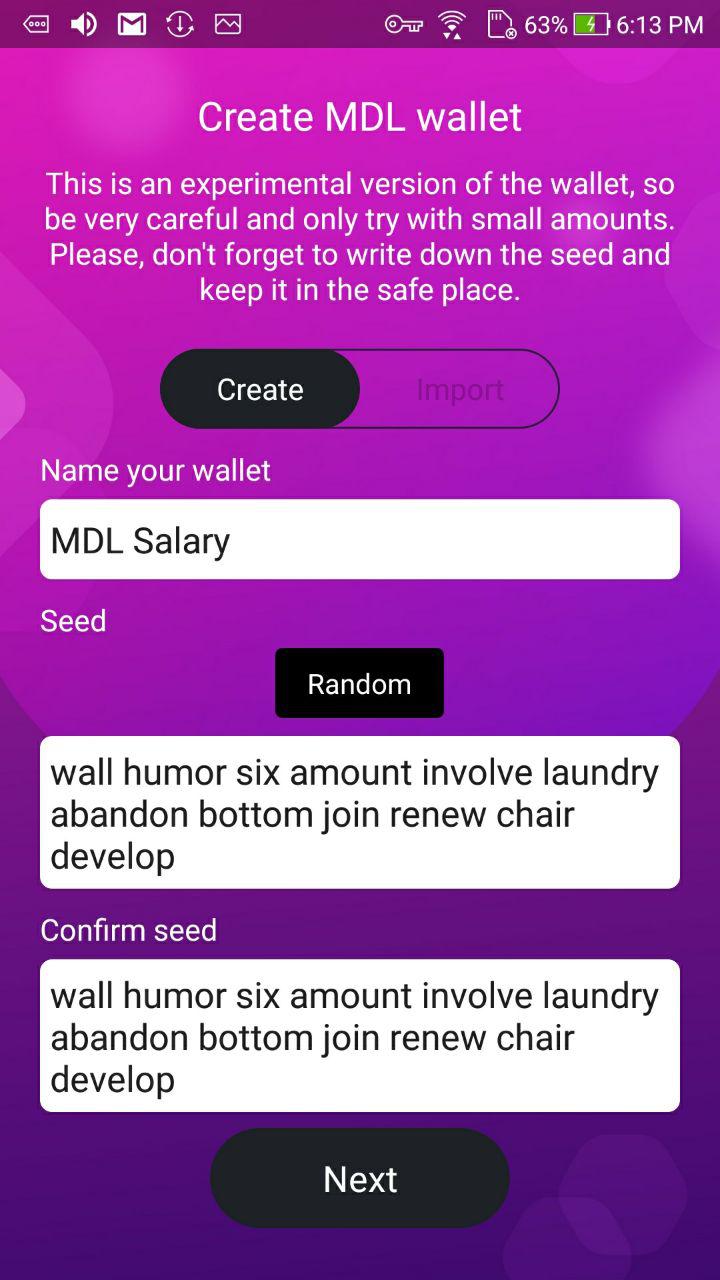 63% 6:13 PM
Create MDL wallet
This is an experimental version of the wallet, so
be very careful and only try with small amounts.
Please, don't forget to write down the seed and
keep it in the safe place.
Create Import
Name your wallet
MDL Salary
Seed
Random
wall humor six amount involve laundry
abandon bottom join renew chair
develop
Confirm seed
wall humor six amount involve laundry
abandon bottom join renew chair
develop
Next